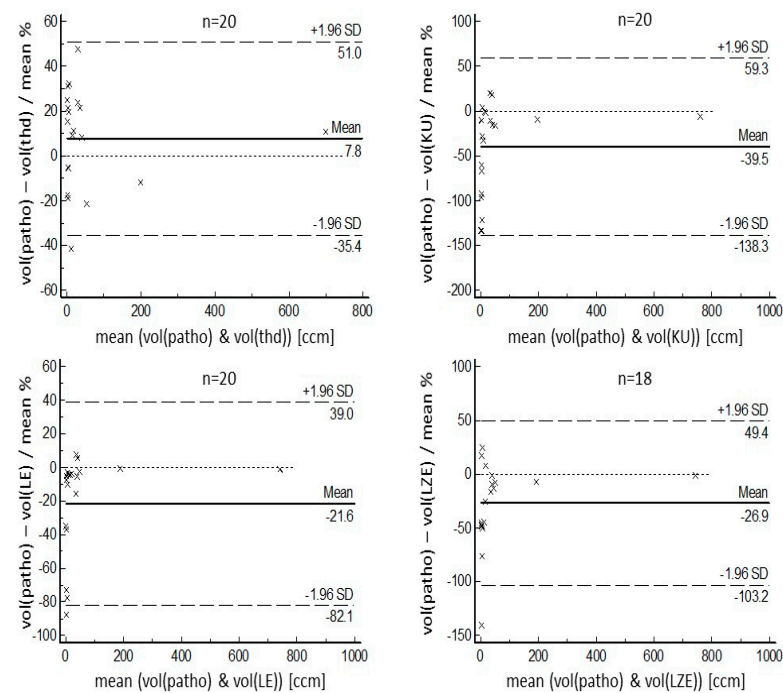 n=20
vol(patho) – vol(thd) / mean %
60
40
20
0
-20
-40
-60
+1.96 SD
51.0
Mean
7.8
-1.96 SD
-35.4
0 200 400 600 800
mean (vol(patho) & vol(thd)) [ccm]
n=20
vol(patho) – vol(KU) / mean %
100
50
0
-50
-100
-150
-200
+1.96 SD
59.3
Mean
-39.5
-1.96 SD
-138.3
0 200 400 600 800 1000
mean (vol(patho) & vol(KU)) [ccm]
n=20
vol(patho) – vol(LE) / mean %
60
40
20
0
-20
-40
-60
-80
-100
+1.96 SD
39.0
Mean
-21.6
-1.96 SD
-82.1
0 200 400 600 800 1000
mean (vol(patho) & vol(LE)) [ccm]
n=18
vol(patho) – vol(LZE) / mean %
100
50
0
-50
-100
-150
+1.96 SD
49.4
Mean
-26.9
-1.96 SD
-103.2
0 200 400 600 800 1000
mean (vol(patho) & vol(LZE)) [ccm]